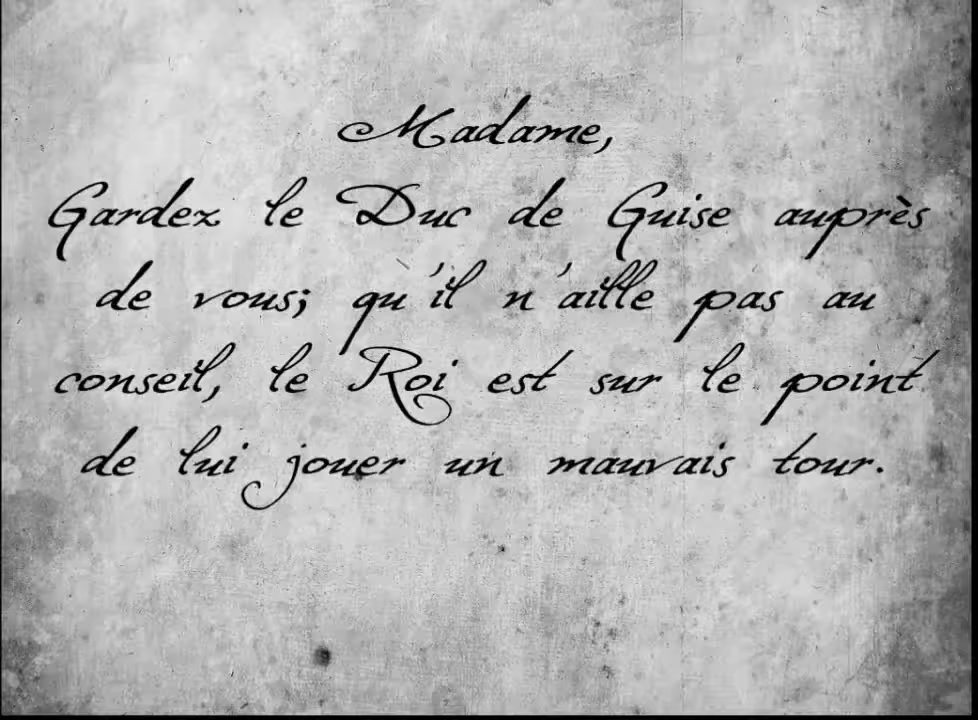 Madame,
Gardez le Duc de Guise auprès
de vous; qu'il n'aille pas au
conseil, le Roi est sur le point
de lui jouer un mauvais tour.